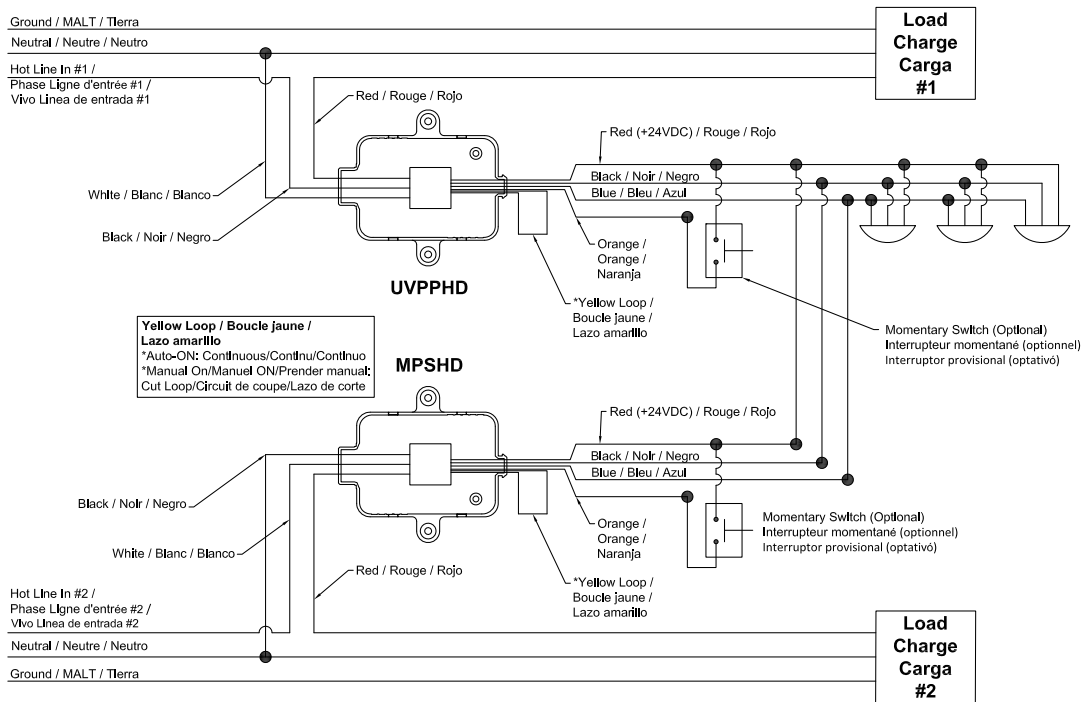 Ground / MALT / Tierra
Neutral / Neutre / Neutro
Hot Line In #1 /
Phase Ligne d'entrée #1 /
Vivo Linea de entrada #1
Load
Charge
Carga
#1
Red / Rouge / Rojo
Red (+24VDC) / Rouge / Rojo
Black / Noir / Negro
Blue / Bleu / Azul
White / Blanc / Blanco
Black / Noir / Negro
Orange /
Orange /
Naranja
UVPPHD
*Yellow Loop /
Boucle jaune /
Lazo amarillo
Momentary Switch (Optional)
Interrupteur momentané (optionnel)
Interruptor provisional (optativó)
Yellow Loop / Boucle jaune /
Lazo amarillo
*Auto-ON: Continuous/Continu/Continuo
*Manual On/Manuel ON/Prender manual:
Cut Loop/Circuit de coupe/Lazo de corte
MPSHD
Red (+24VDC) / Rouge / Rojo
Black / Noir / Negro
Blue / Bleu / Azul
Black / Noir / Negro
White / Blanc / Blanco
Orange /
Orange /
Naranja
Momentary Switch (Optional)
Interrupteur momentané (optionnel)
Interruptor provisional (optativó)
Red / Rouge / Rojo
*Yellow Loop /
Boucle jaune /
Lazo amarillo
Hot Line In #2 /
Phase Ligne d'entrée #2 /
Vivo Linea de entrada #2
Neutral / Neutre / Neutro
Ground / MALT / Tierra
Load
Charge
Carga
#2